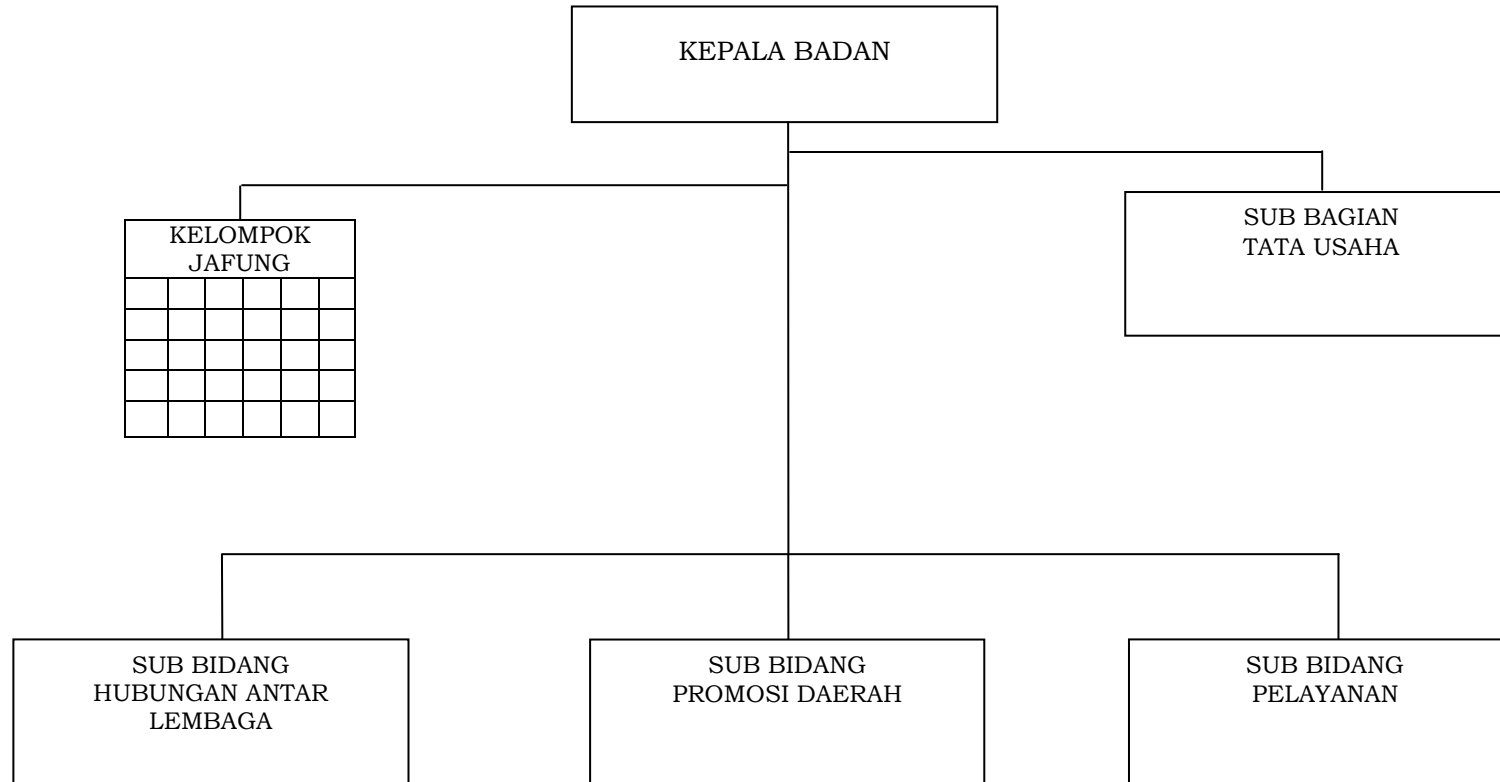 KEPALA BADAN
KELOMPOK
JAFUNG
SUB BAGIAN
TATA USAHA
SUB BIDANG
HUBUNGAN ANTAR
LEMBAGA
SUB BIDANG
PROMOSI DAERAH
SUB BIDANG
PELAYANAN